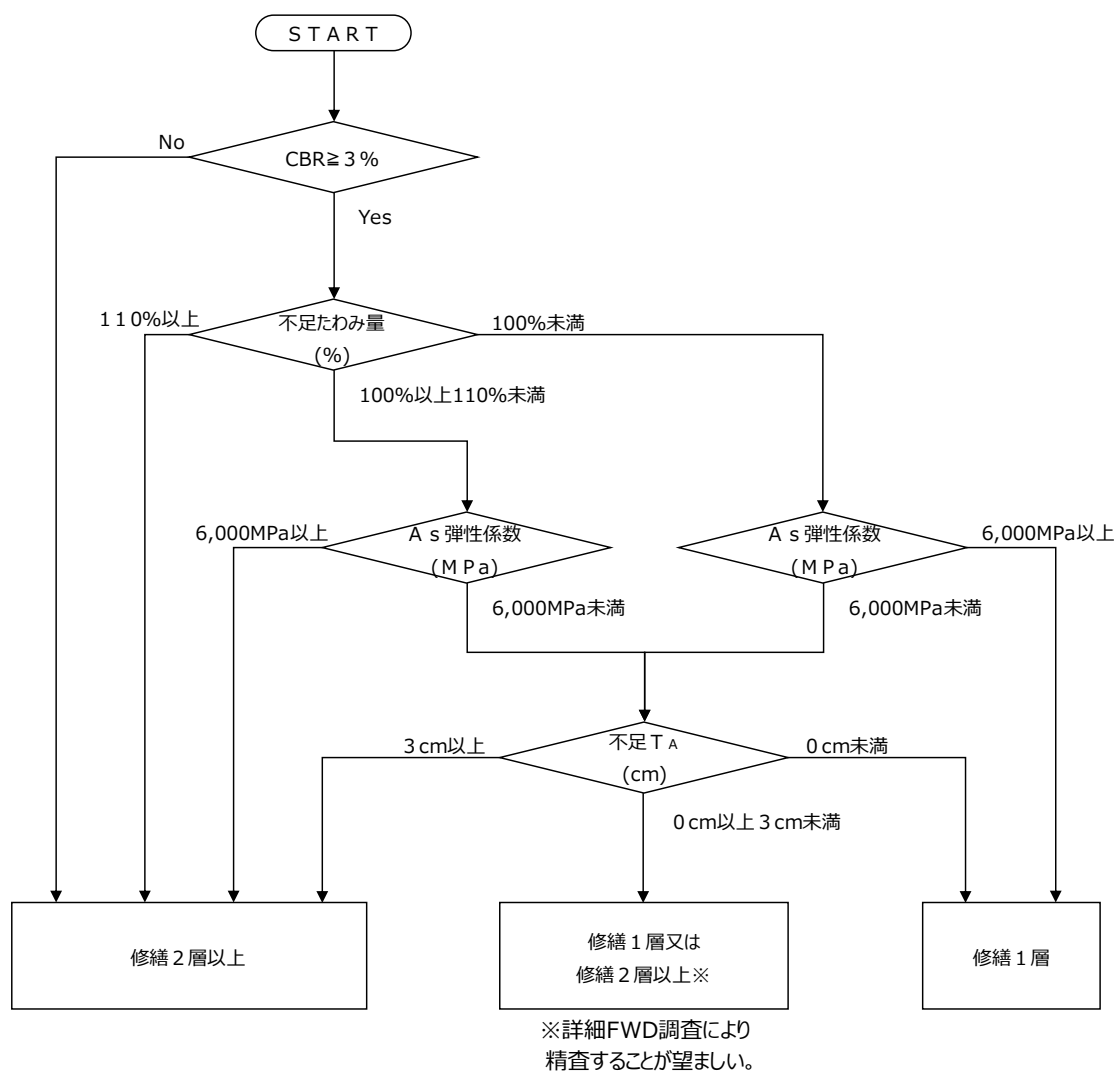 ＳＴＡＲＴ
No
CBR≧３%
Yes
１１０%以上
不足たわみ量
(%)
100%未満
100%以上110%未満
6,000MPa以上
Ａｓ弾性係数
(ＭＰa)
6,000MPa未満
Ａｓ弾性係数
(ＭＰa)
6,000MPa以上
6,000MPa未満
３cm以上
不足ＴA
(cm)
０cm未満
０cm以上３cm未満
修繕２層以上
修繕１層又は
修繕２層以上※
修繕１層
※詳細FWD調査により
精査することが望ましい。